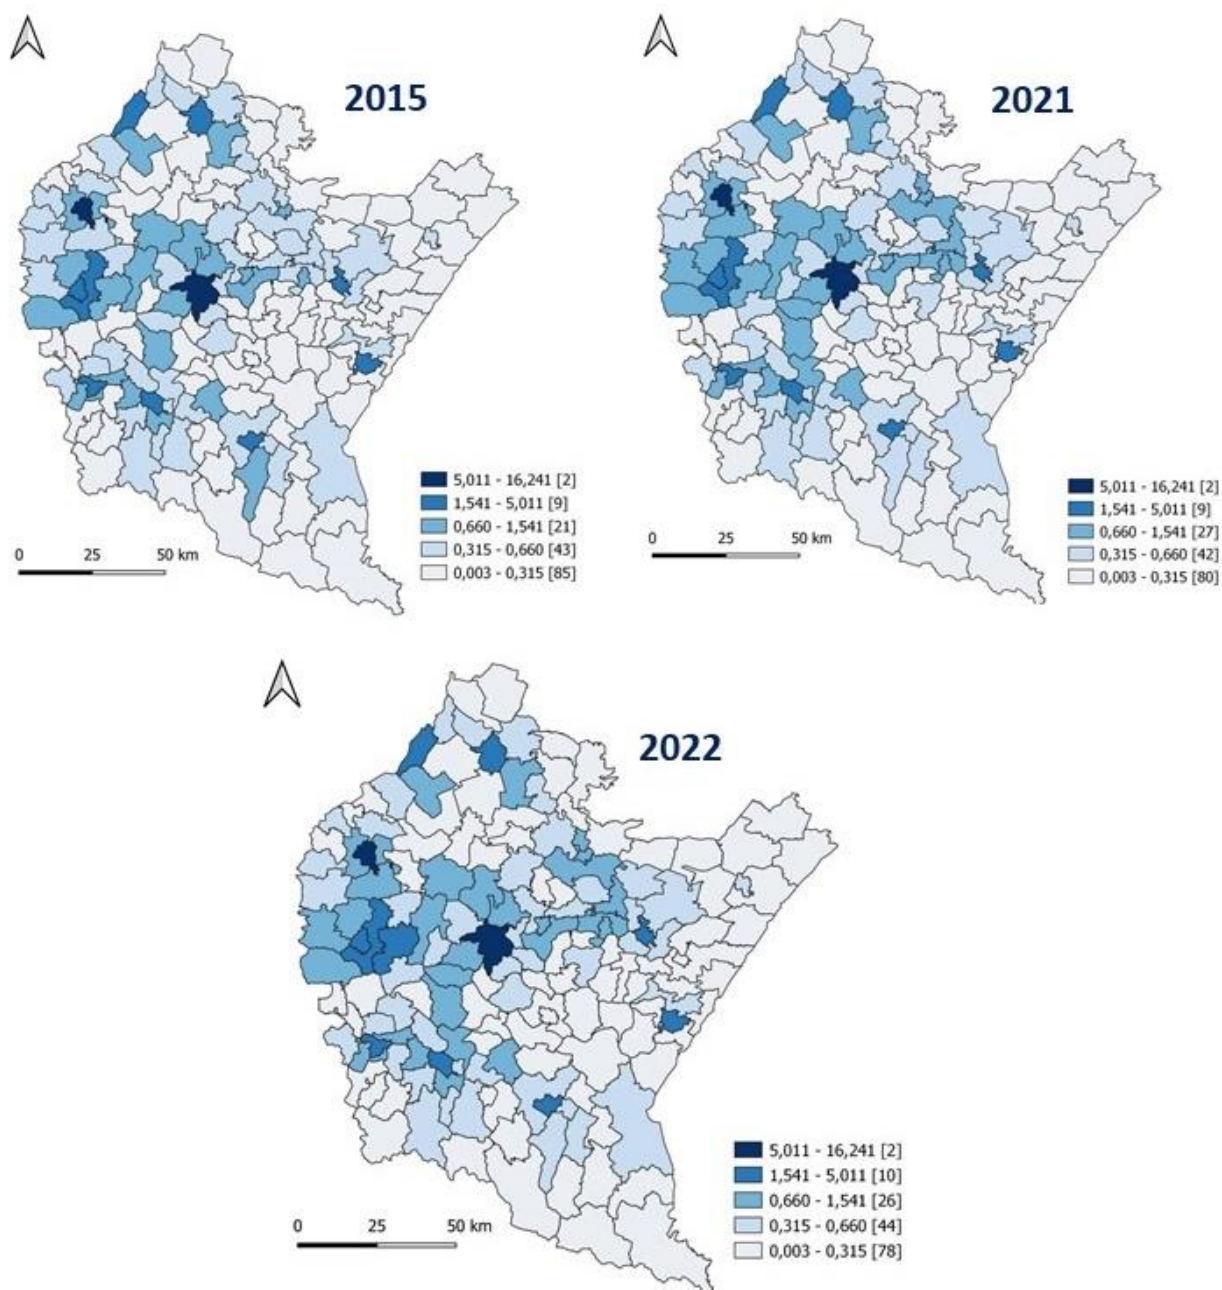 2015
5,011 - 16,241 [2]
1,541 - 5,011 [9]
0,660 - 1,541 [21]
0,315 - 0,660 [43]
0,003 - 0,315 [85]
0 25 50 km
2021
5,011 - 16,241 [2]
1,541 - 5,011 [9]
0,660 - 1,541 [27]
0,315 - 0,660 [42]
0,003 - 0,315 [80]
0 25 50 km
2022
5,011 - 16,241 [2]
1,541 - 5,011 [10]
0,660 - 1,541 [26]
0,315 - 0,660 [44]
0,003 - 0,315 [78]
0 25 50 km